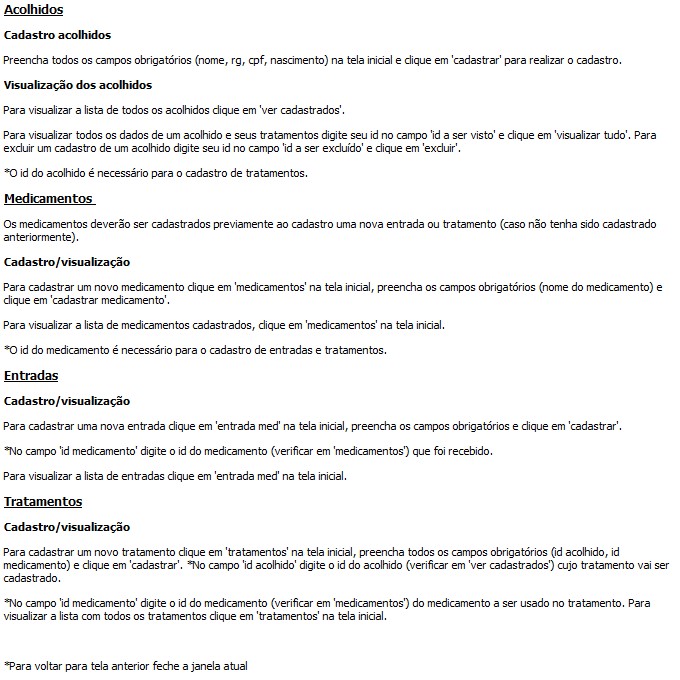 Acolhidos
Cadastro acolhidos
Preencha todos os campos obrigatórios (nome, rg, cpf, nascimento) na tela inicial e clique em 'cadastrar' para realizar o cadastro.
Visualização dos acolhidos
Para visualizar a lista de todos os acolhidos clique em 'ver cadastrados'.
Para visualizar todos os dados de um acolhido e seus tratamentos digite seu id no campo 'id a ser visto' e clique em 'visualizar tudo'. Para
excluir um cadastro de um acolhido digite seu id no campo 'id a ser excluído' e clique em 'excluir'.
*O id do acolhido é necessário para o cadastro de tratamentos.
Medicamentos
Os medicamentos deverão ser cadastrados previamente ao cadastro uma nova entrada ou tratamento (caso não tenha sido cadastrado
anteriormente).
Cadastro/visualização
Para cadastrar um novo medicamento clique em 'medicamentos' na tela inicial, preencha os campos obrigatórios (nome do medicamento) e
clique em 'cadastrar medicamento'.
Para visualizar a lista de medicamentos cadastrados, clique em 'medicamentos' na tela inicial.
*O id do medicamento é necessário para o cadastro de entradas e tratamentos.
Entradas
Cadastro/visualização
Para cadastrar uma nova entrada clique em 'entrada med' na tela inicial, preencha os campos obrigatórios e clique em 'cadastrar'.
*No campo 'id medicamento' digite o id do medicamento (verificar em 'medicamentos') que foi recebido.
Para visualizar a lista de entradas clique em 'entrada med' na tela inicial.
Tratamentos
Cadastro/visualização
Para cadastrar um novo tratamento clique em 'tratamentos' na tela inicial, preencha todos os campos obrigatórios (id acolhido, id
medicamento) e clique em 'cadastrar'. *No campo 'id acolhido' digite o id do acolhido (verificar em 'ver cadastrados') cujo tratamento vai ser
cadastrado.
*No campo 'id medicamento' digite o id do medicamento (verificar em 'medicamentos') do medicamento a ser usado no tratamento. Para
visualizar a lista com todos os tratamentos clique em 'tratamentos' na tela inicial.
*Para voltar para tela anterior feche a janela atual